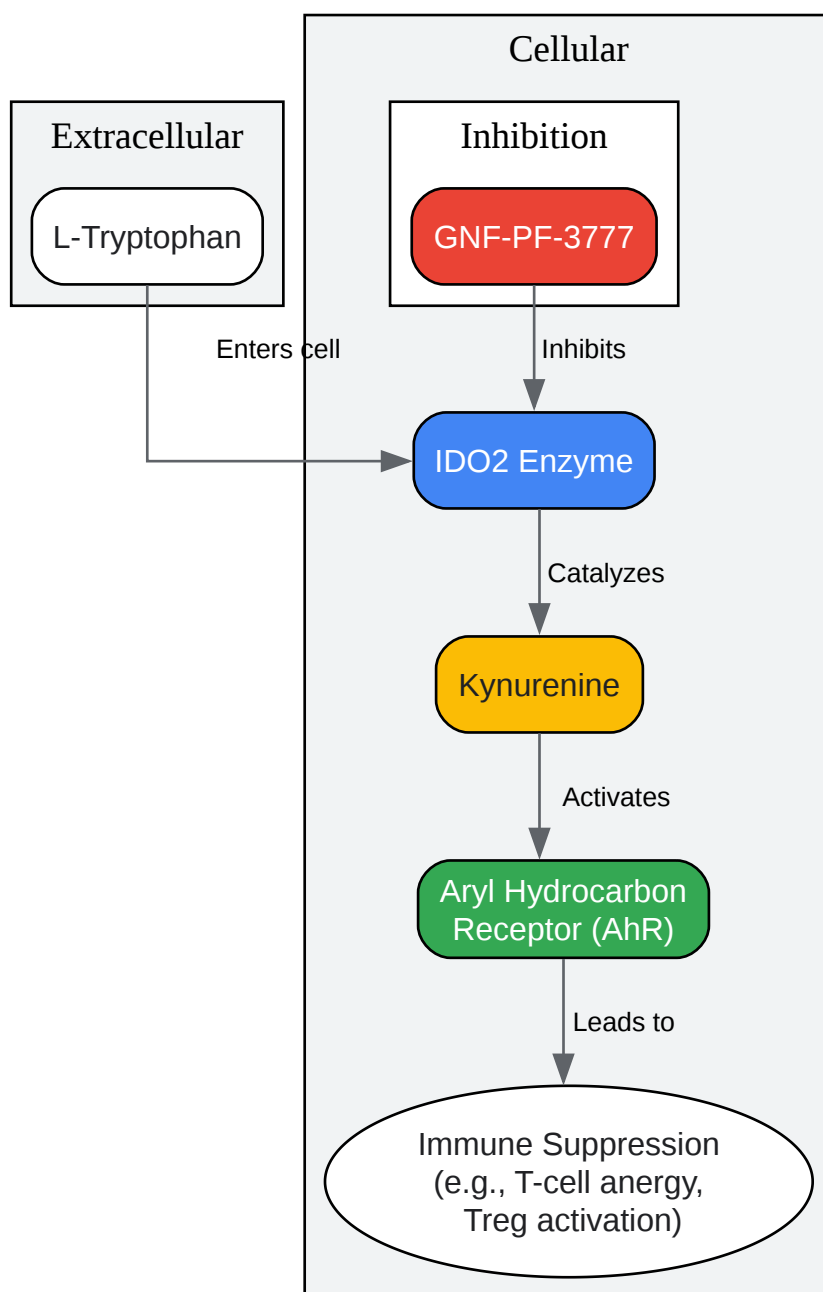 Cellular
Extracellular
Inhibition
L-Tryptophan
GNF-PF-3777
Enters cell
Inhibits
IDO2 Enzyme
Catalyzes
Kynurenine
Activates
Aryl Hydrocarbon
Receptor (AhR)
Leads to
Immune Suppression
(e.g., T-cell anergy,
Treg activation)